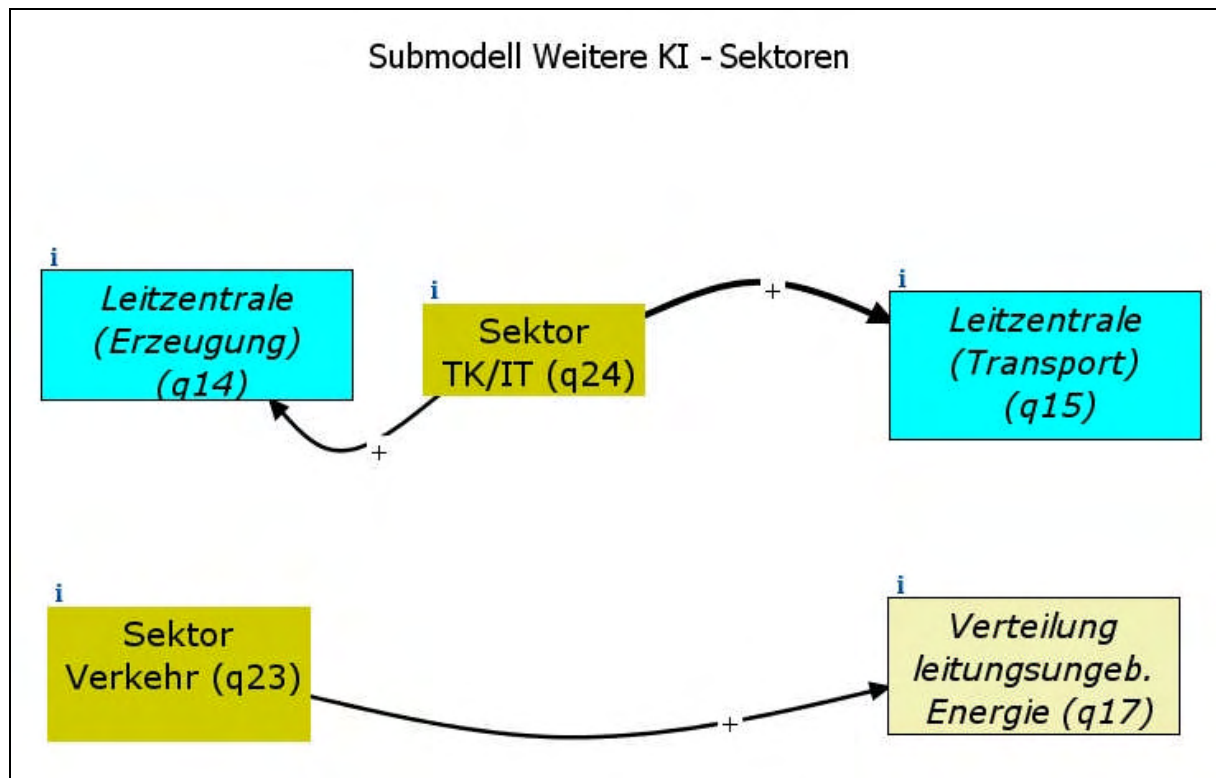 Submodell Weitere KI - Sektoren
i
Leitzentrale
(Erzeugung)
(q14)
i
Sektor
TK/IT (q24)
+
i
Leitzentrale
(Transport)
(q15)
+
i
Sektor
Verkehr (q23)
+
i
Verteilung
leitungsungeb.
Energie (q17)